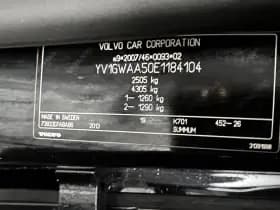 VOLVO CAR CORPORATION
e9*2007/46*0093*02
YV1GWAA50E1184104
2505 kg
4305 kg
1- 1260 kg
2- 1290 kg
MADE IN SWEDEN
2013
K701
452-26
SUMMUM
VOLVO